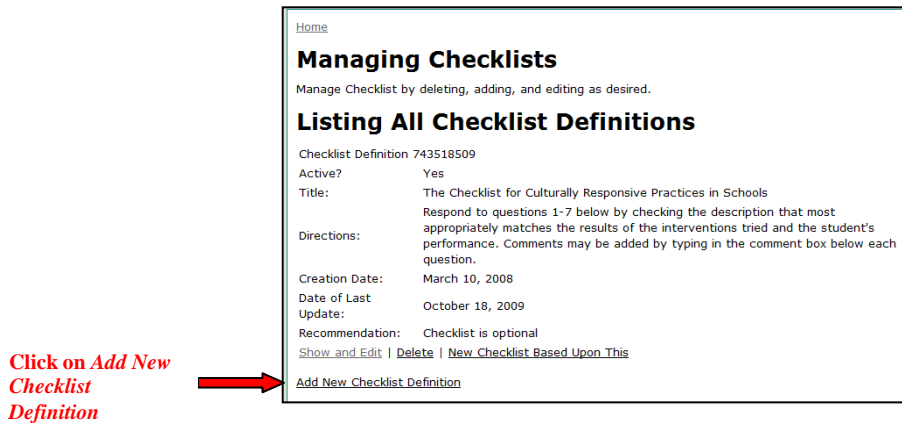 Home
Managing Checklists
Manage Checklist by deleting, adding, and editing as desired.
Listing All Checklist Definitions
Checklist Definition 743518509
Active? Yes
Title: The Checklist for Culturally Responsive Practices in Schools
Respond to questions 1-7 below by checking the description that most
appropriately matches the results of the interventions tried and the student's
Directions: performance. Comments may be added by typing in the comment box below each
question.
Creation Date: March 10, 2008
Date of Last
Update: October 18, 2009
Recommendation: Checklist is optional
Show and Edit | Delete | New Checklist Based Upon This
Add New Checklist Definition
Click on Add New
Checklist
Definition